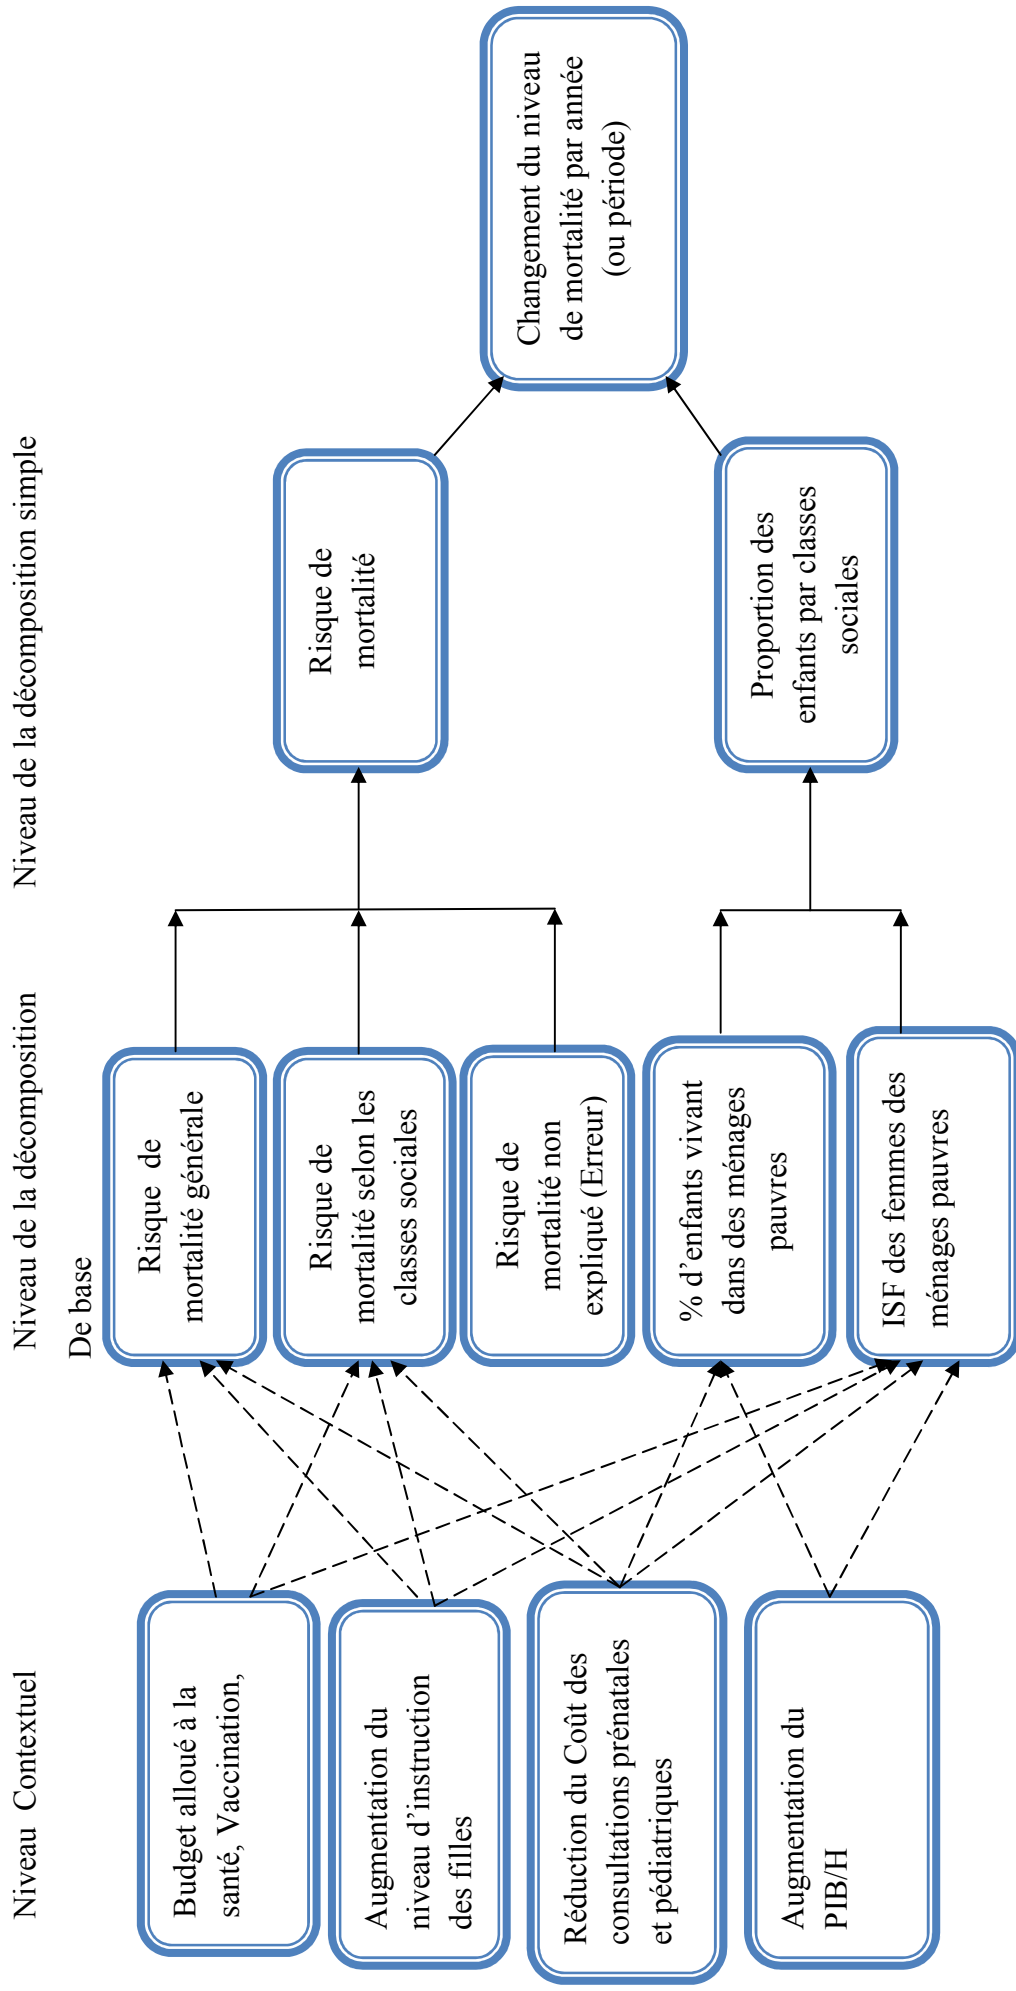 Niveau Contextuel
Niveau de la décomposition
De base
Niveau de la décomposition simple
Budget alloué à la
santé, Vaccination,
Augmentation du
niveau d’instruction
des filles
Réduction du Coût des
consultations prénatales
et pédiatriques
Augmentation du
PIB/H
Risque de
mortalité générale
Risque de
mortalité selon les
classes sociales
Risque de
mortalité non
expliqué (Erreur)
% d’enfants vivant
dans des ménages
pauvres
ISF des femmes des
ménages pauvres
Risque de
mortalité
Proportion des
enfants par classes
sociales
Changement du niveau
de mortalité par année
(ou période)